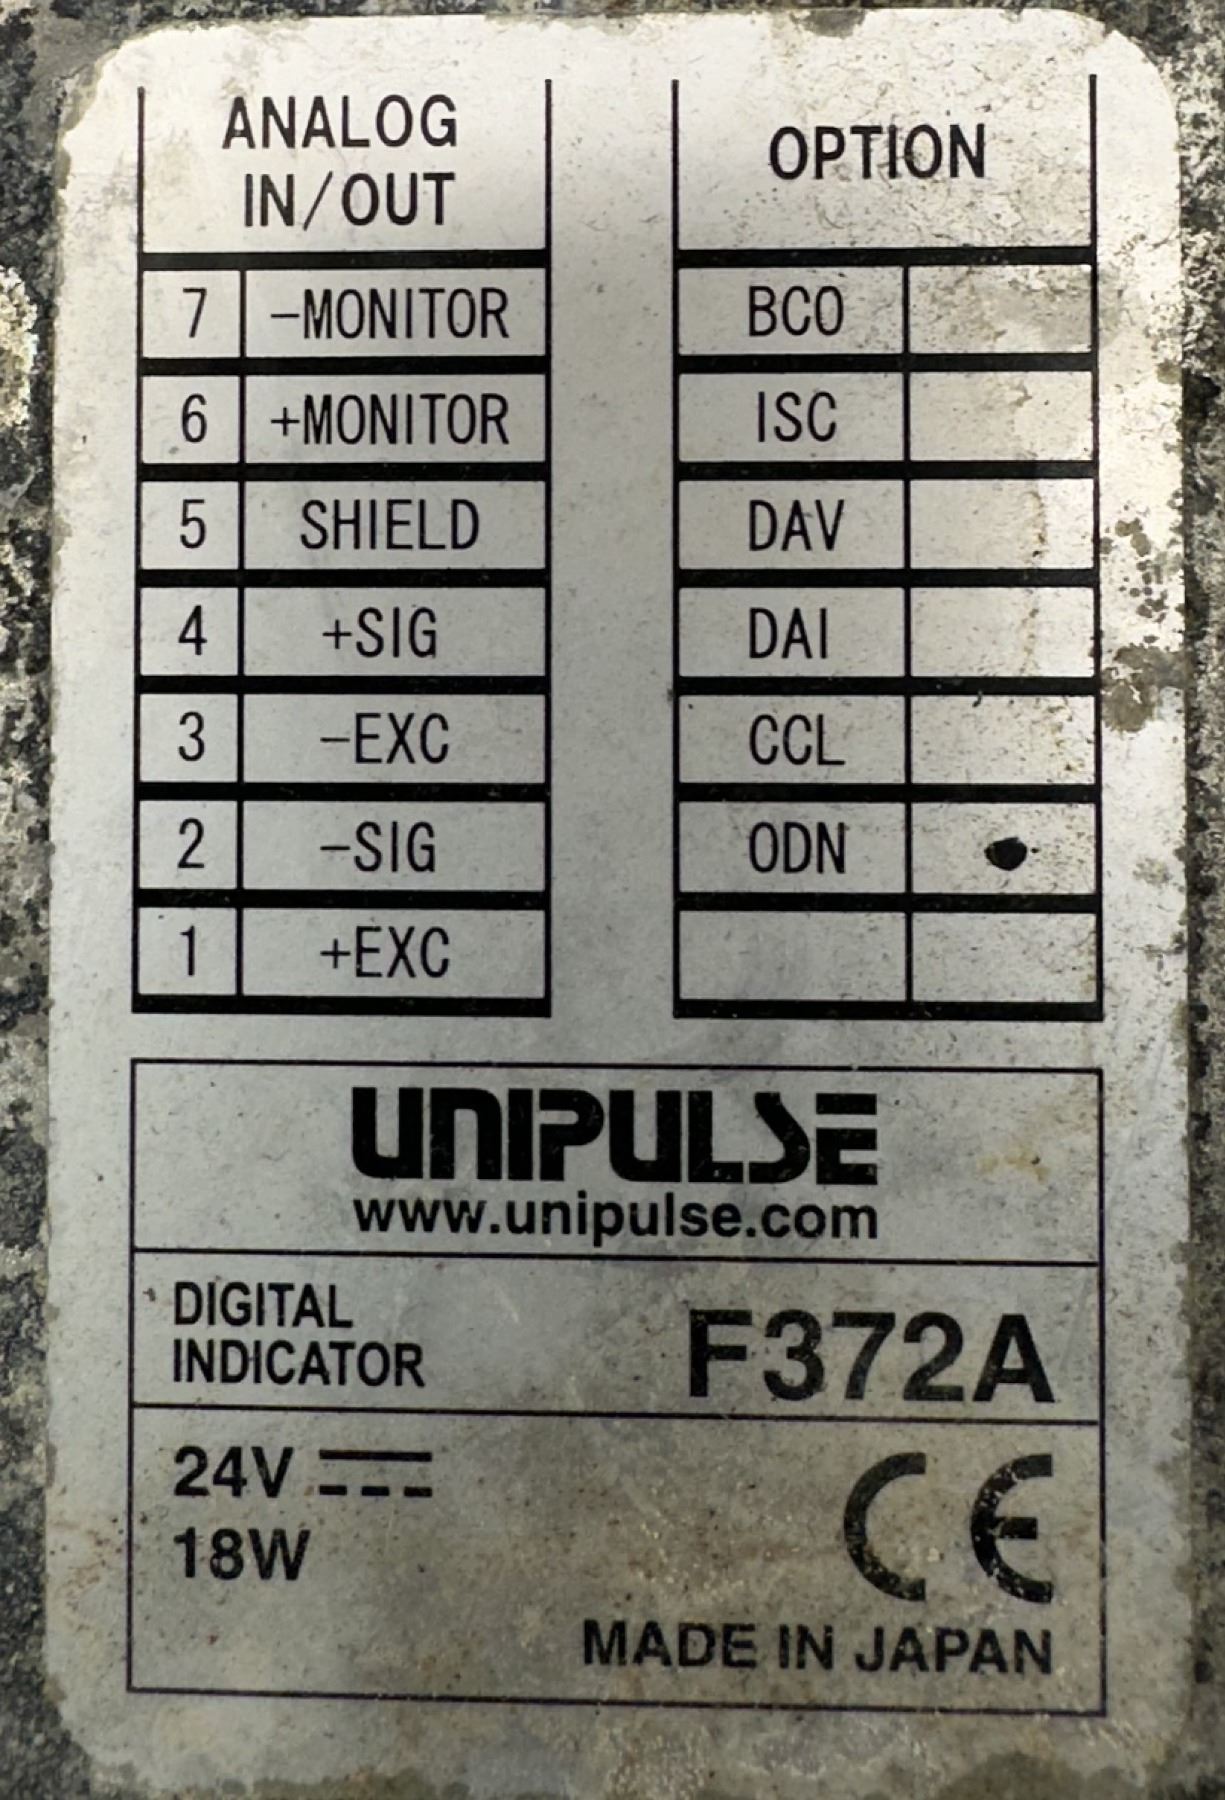 ANALOG
IN/OUT
7 -MONITOR
6 +MONITOR
5 SHIELD
4 +SIG
3 -EXC
2 -SIG
1 +EXC
OPTION
BCO
ISC
DAV
DAI
CCL
ODN
UNIPULSE
www.unipulse.com
DIGITAL
INDICATOR
F372A
24V ⎓
18W
CE
MADE IN JAPAN